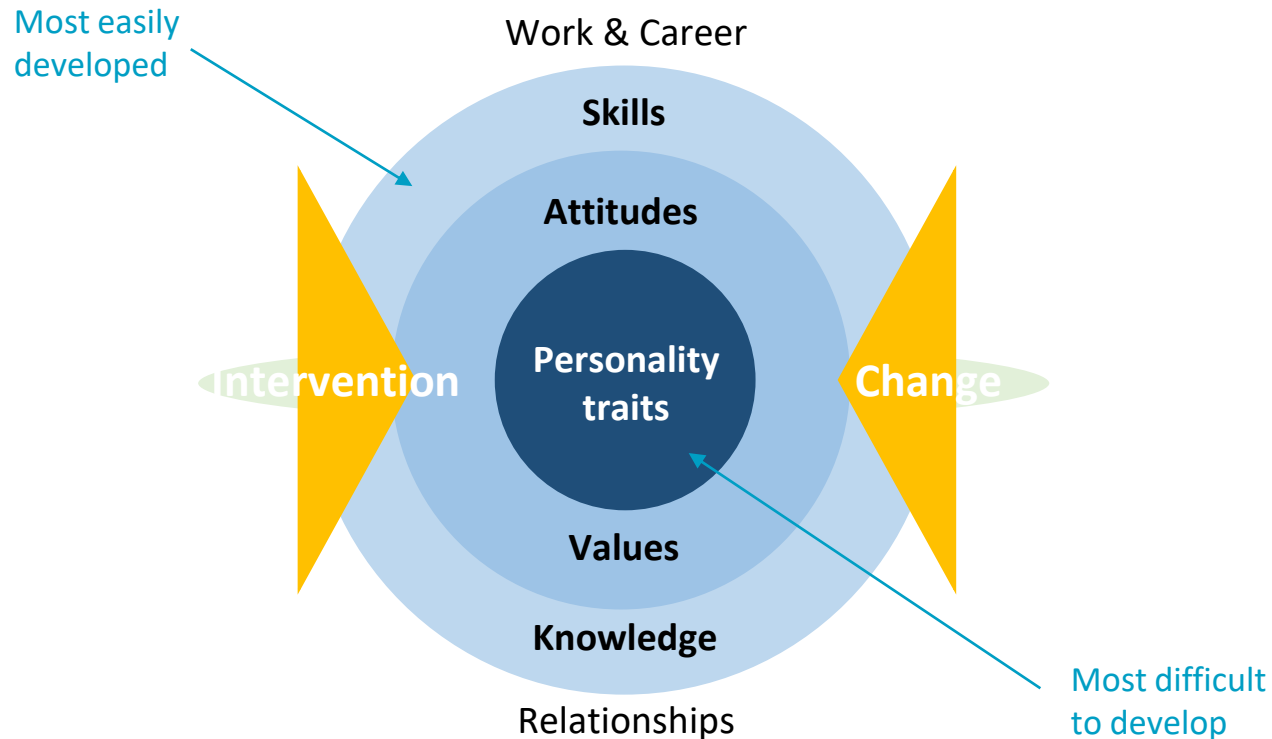 Most easily
developed
Work & Career
Skills
Attitudes
Intervention
Personality
traits
Change
Values
Knowledge
Relationships
Most difficult
to develop